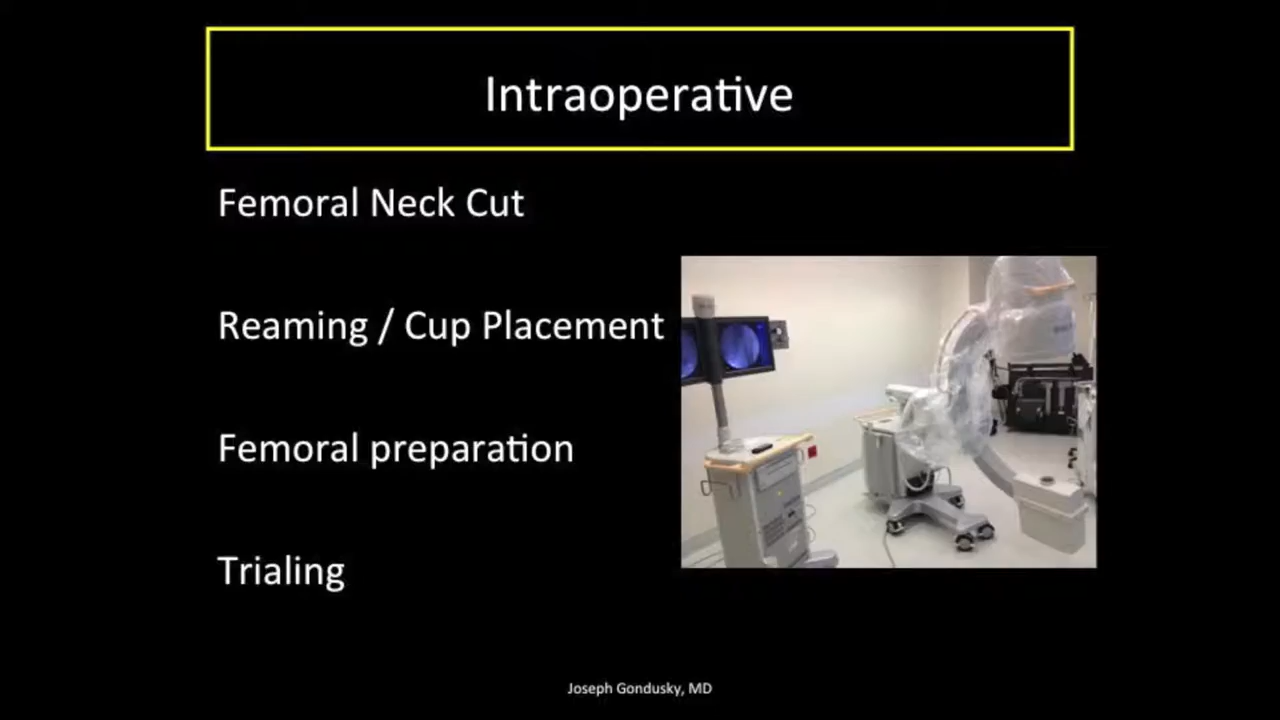 Intraoperative
Femoral Neck Cut
Reaming / Cup Placement
Femoral preparation
Trialing
Joseph Gondusky, MD